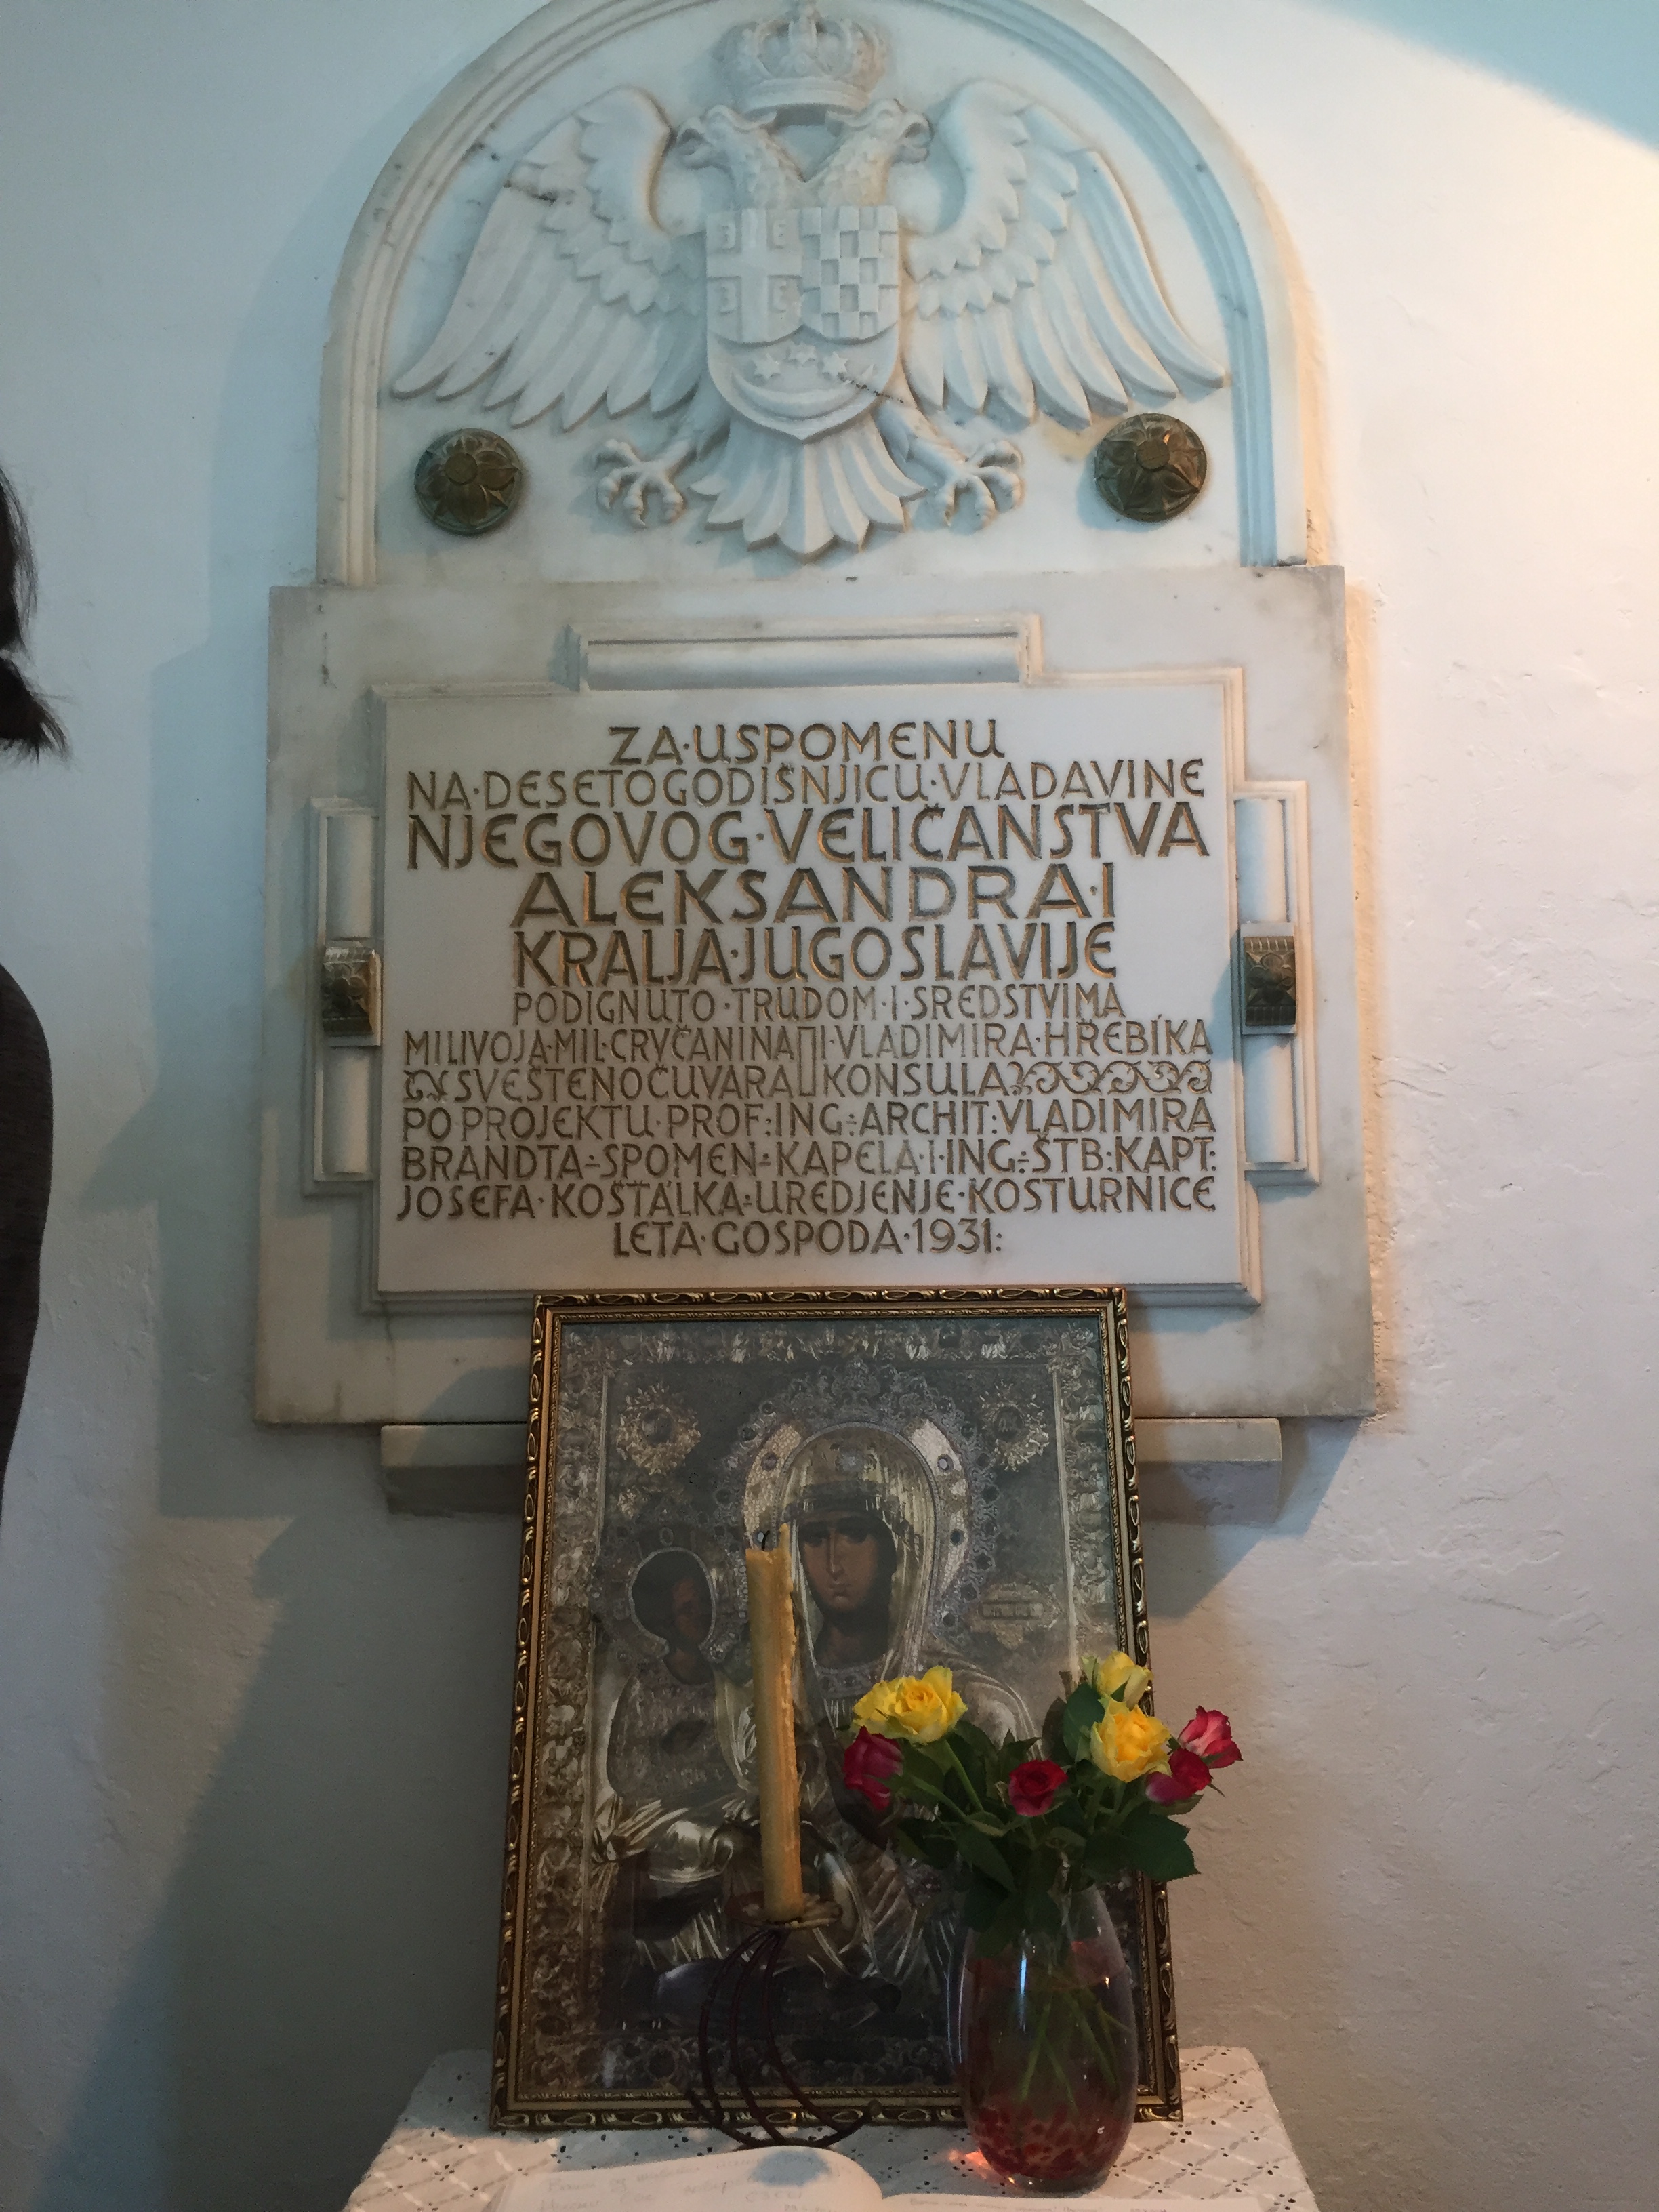 ZA·USPOMENU
NA·DESETOGODIŠNJICU·VLADAVINE
NJEGOVOG·VELIČANSTVA
ALEKSANDRA·I
KRALJA·JUGOSLAVIJE
PODIGNUTO·TRUDOM·I·SREDSTVIMA
MILIVOJA·MIL·CRVČANINA I·VLADIMIRA·HŘEBÍKA
SVEŠTENOČUVARA KONSULA
PO PROJEKTU·PROF:ING÷ARCHIT:VLADIMIRA
BRANDTA÷SPOMEN÷KAPELA·I·ING÷ŠTB:KAPT:
JOSEFA·KOŠŤÁLKA÷UREDJENJE·KOSTURNICE
LETA·GOSPODA·1931: